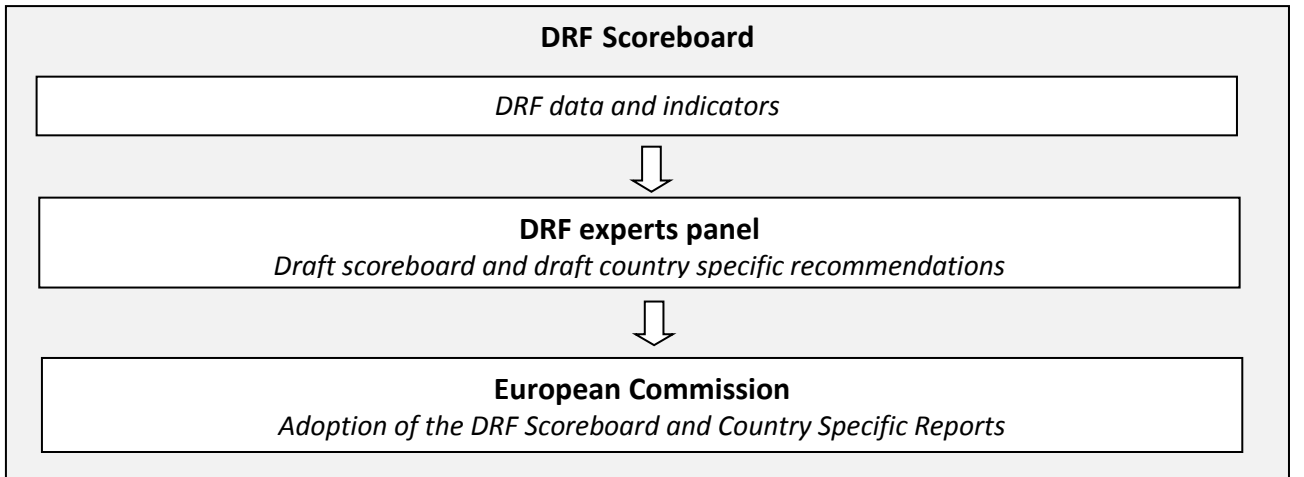 DRF Scoreboard
DRF data and indicators
DRF experts panel
Draft scoreboard and draft country specific recommendations
European Commission
Adoption of the DRF Scoreboard and Country Specific Reports